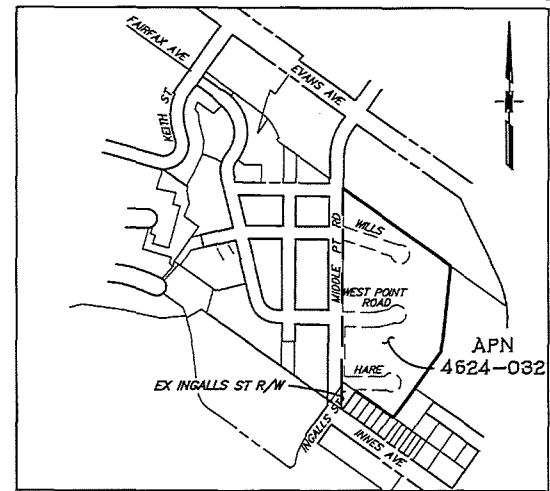 FAIRFAX AVE
EVANS AVE
KEITH ST
MIDDLE PT RD
WILLS
WEST POINT
ROAD
APN
4624-032
HARE
EX INGALLS ST R/W
INGALLS ST
INNES AVE